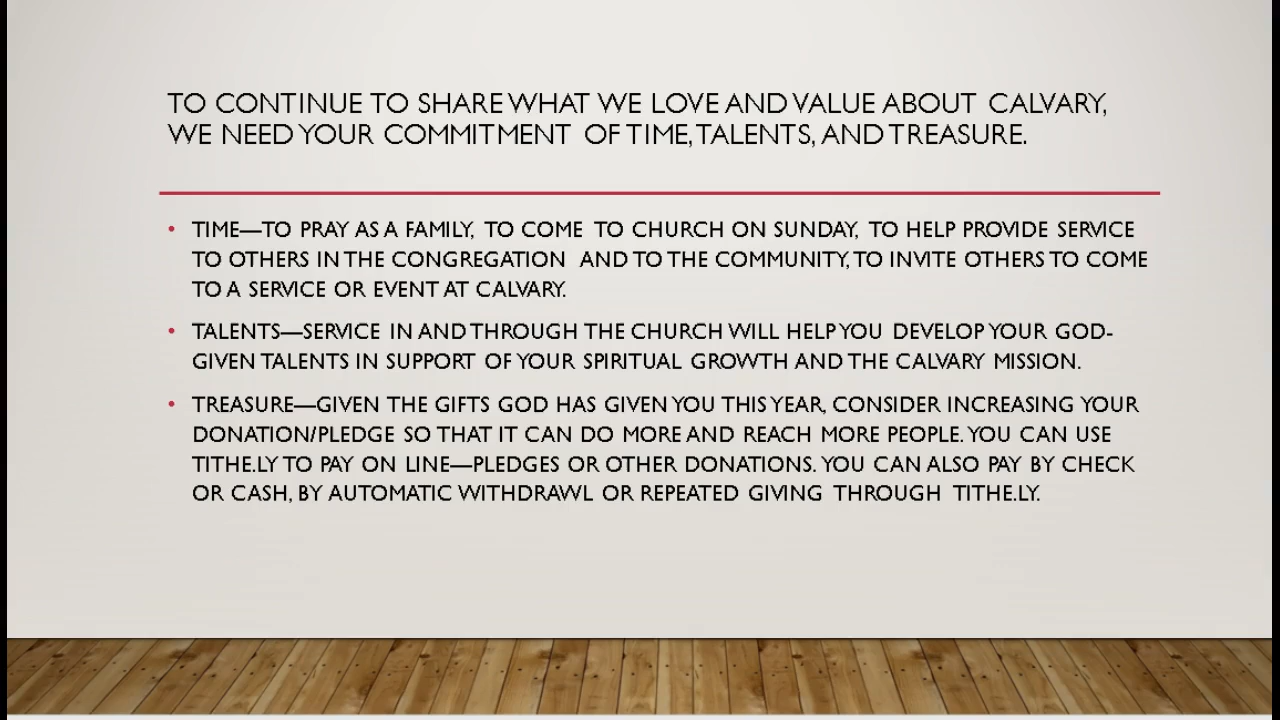 TO CONTINUE TO SHARE WHAT WE LOVE AND VALUE ABOUT CALVARY,
WE NEED YOUR COMMITMENT OF TIME, TALENTS, AND TREASURE.
• TIME—TO PRAY AS A FAMILY, TO COME TO CHURCH ON SUNDAY, TO HELP PROVIDE SERVICE
TO OTHERS IN THE CONGREGATION AND TO THE COMMUNITY, TO INVITE OTHERS TO COME
TO A SERVICE OR EVENT AT CALVARY.
• TALENTS—SERVICE IN AND THROUGH THE CHURCH WILL HELP YOU DEVELOP YOUR GOD-
GIVEN TALENTS IN SUPPORT OF YOUR SPIRITUAL GROWTH AND THE CALVARY MISSION.
• TREASURE—GIVEN THE GIFTS GOD HAS GIVEN YOU THIS YEAR, CONSIDER INCREASING YOUR
DONATION/PLEDGE SO THAT IT CAN DO MORE AND REACH MORE PEOPLE. YOU CAN USE
TITHE.LY TO PAY ON LINE—PLEDGES OR OTHER DONATIONS. YOU CAN ALSO PAY BY CHECK
OR CASH, BY AUTOMATIC WITHDRAWL OR REPEATED GIVING THROUGH TITHE.LY.